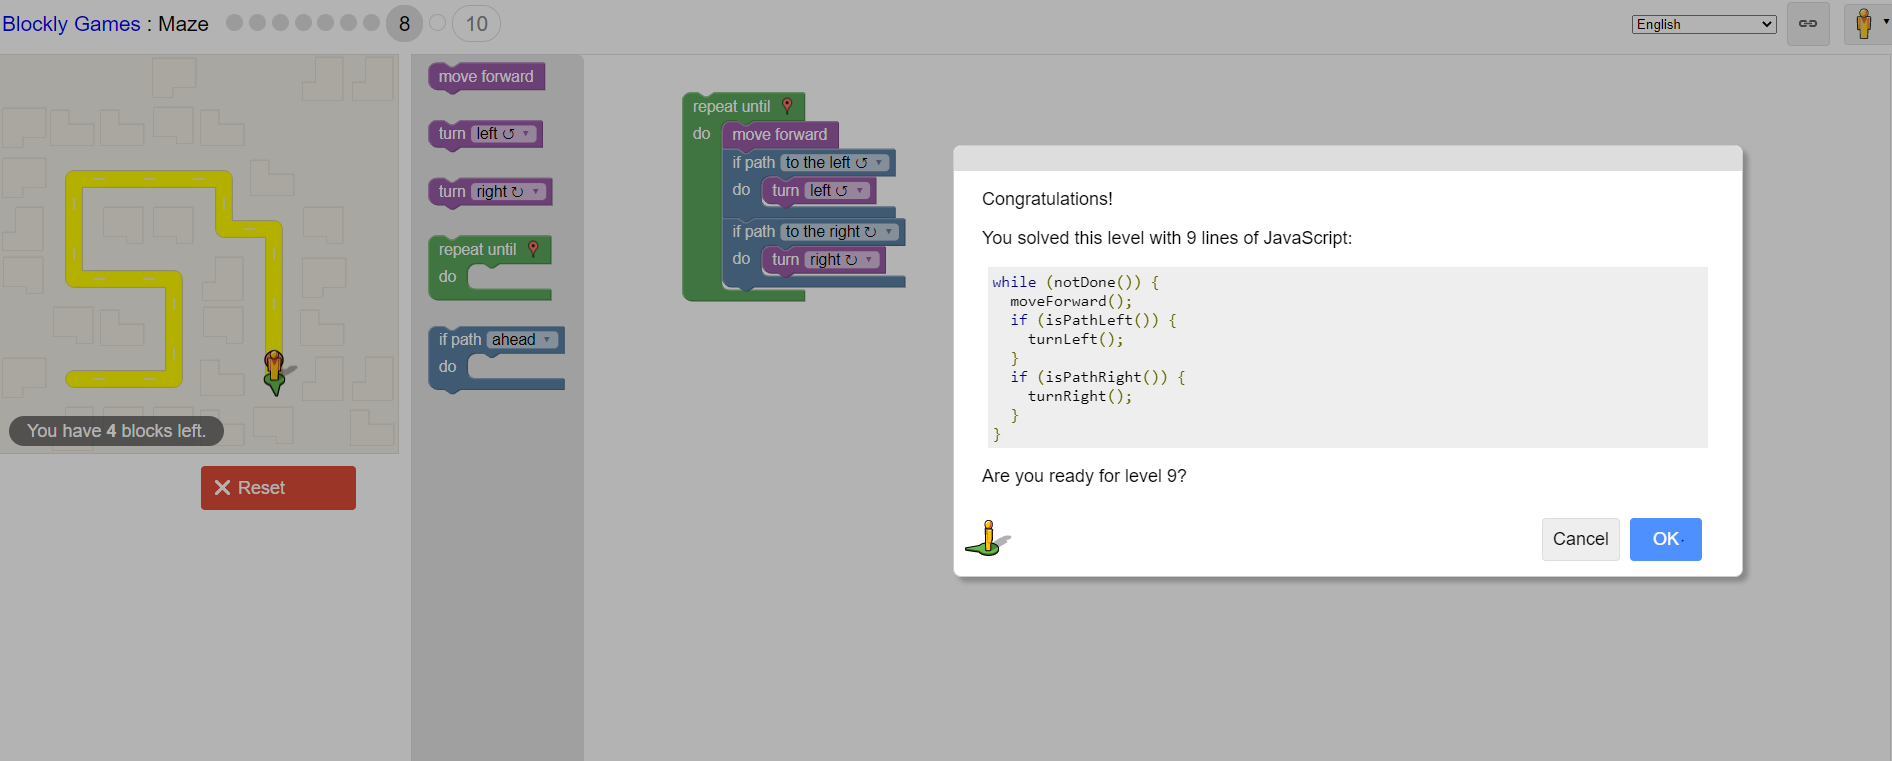 Blockly Games : Maze 8 10 English
move forward
turn left ↺ ▾
turn right ↻ ▾
repeat until
do
if path ahead ▾
do
repeat until
do move forward
if path to the left ↺ ▾
do turn left ↺ ▾
if path to the right ↻ ▾
do turn right ↻ ▾
You have 4 blocks left.
Reset
Congratulations!
You solved this level with 9 lines of JavaScript:
while (notDone()) {
moveForward();
if (isPathLeft()) {
turnLeft();
}
if (isPathRight()) {
turnRight();
}
}
Are you ready for level 9?
Cancel OK